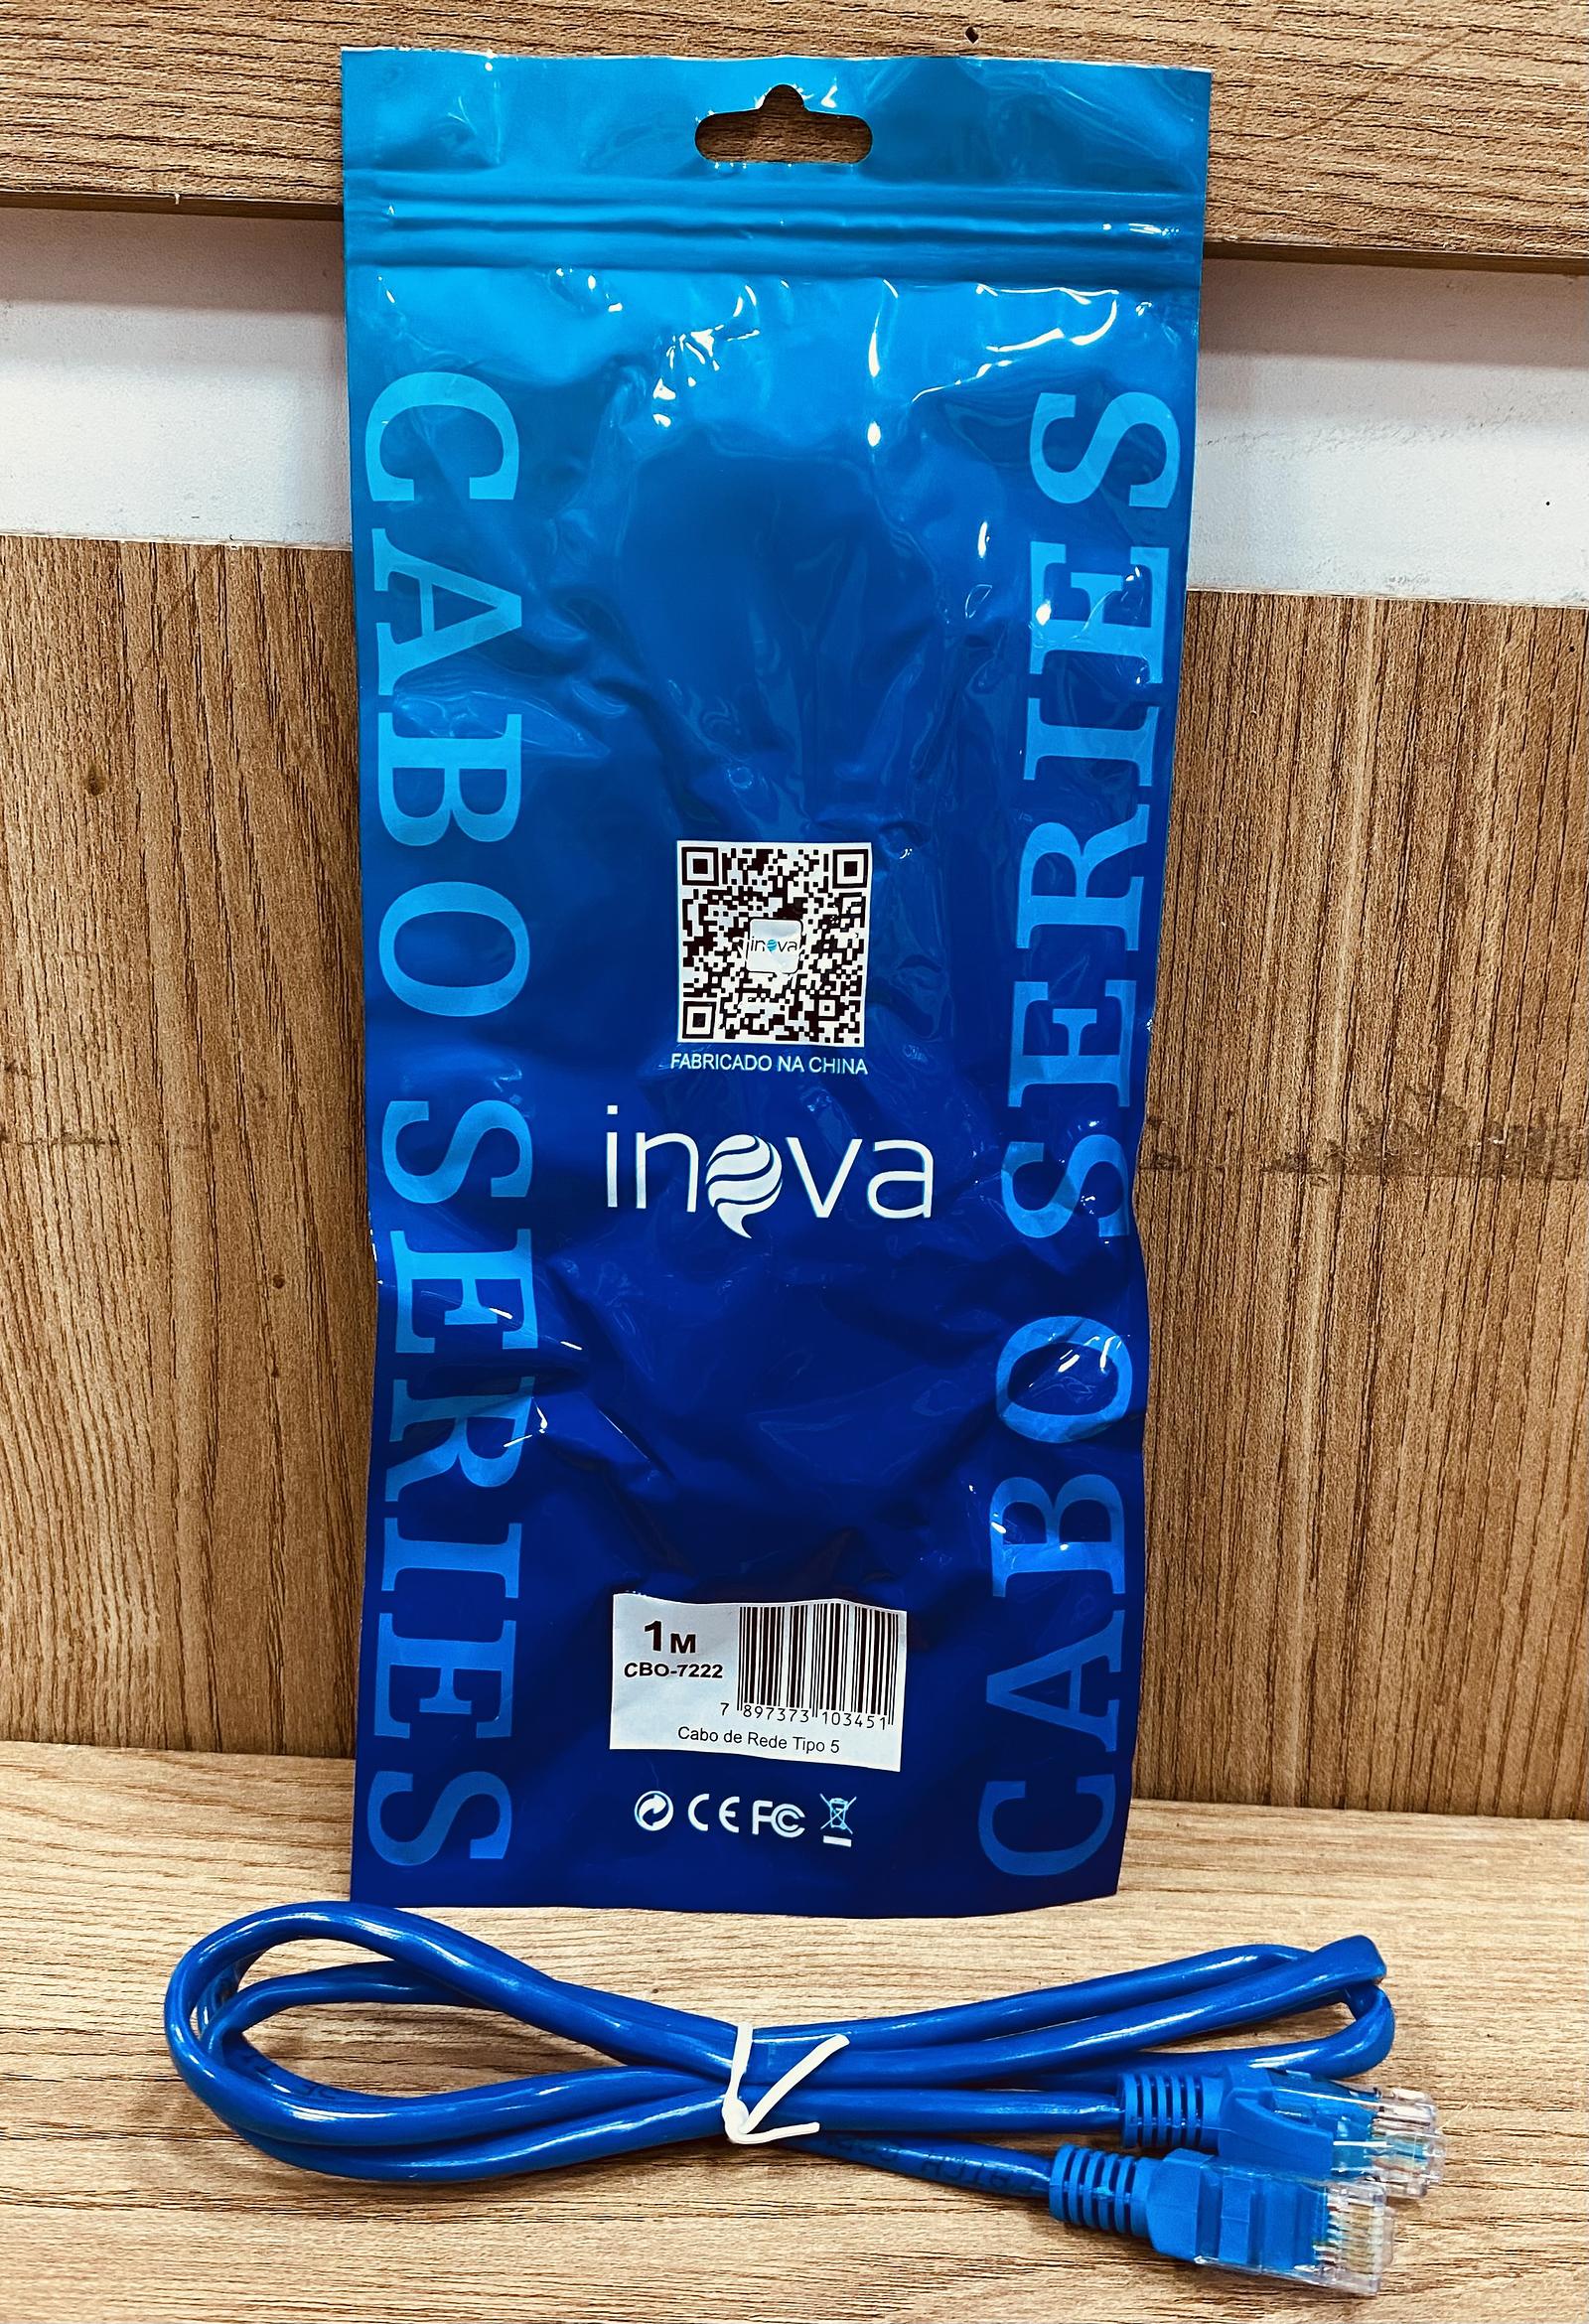 CABO SERIES
CABO SERIES
inova
FABRICADO NA CHINA
inova
1M
CBO-7222
7 897373 103451
Cabo de Rede Tipo 5
CE FC